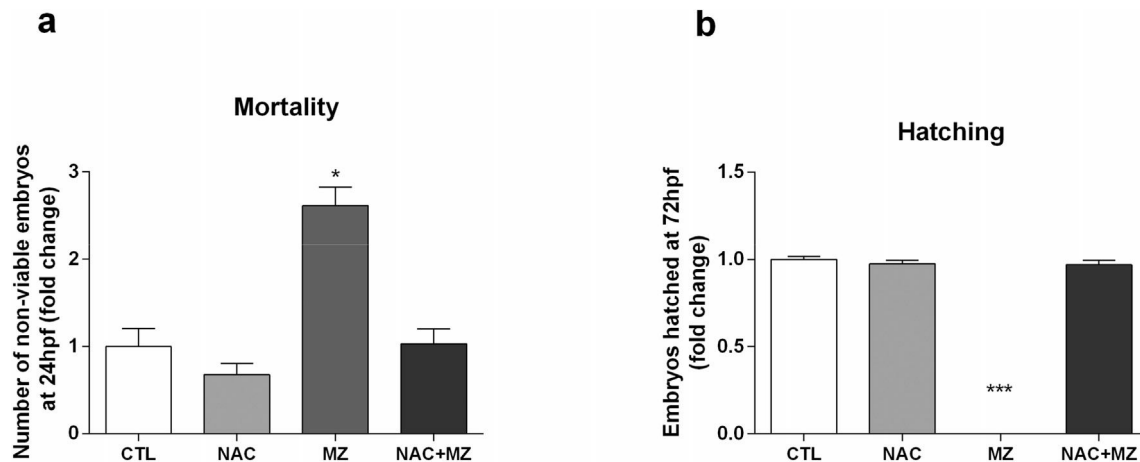 a
Mortality
Number of non-viable embryos
at 24hpf (fold change)
3
2
1
0
*
CTL NAC MZ NAC+MZ
b
Hatching
Embryos hatched at 72hpf
(fold change)
1.5
1.0
0.5
0.0
***
CTL NAC MZ NAC+MZ